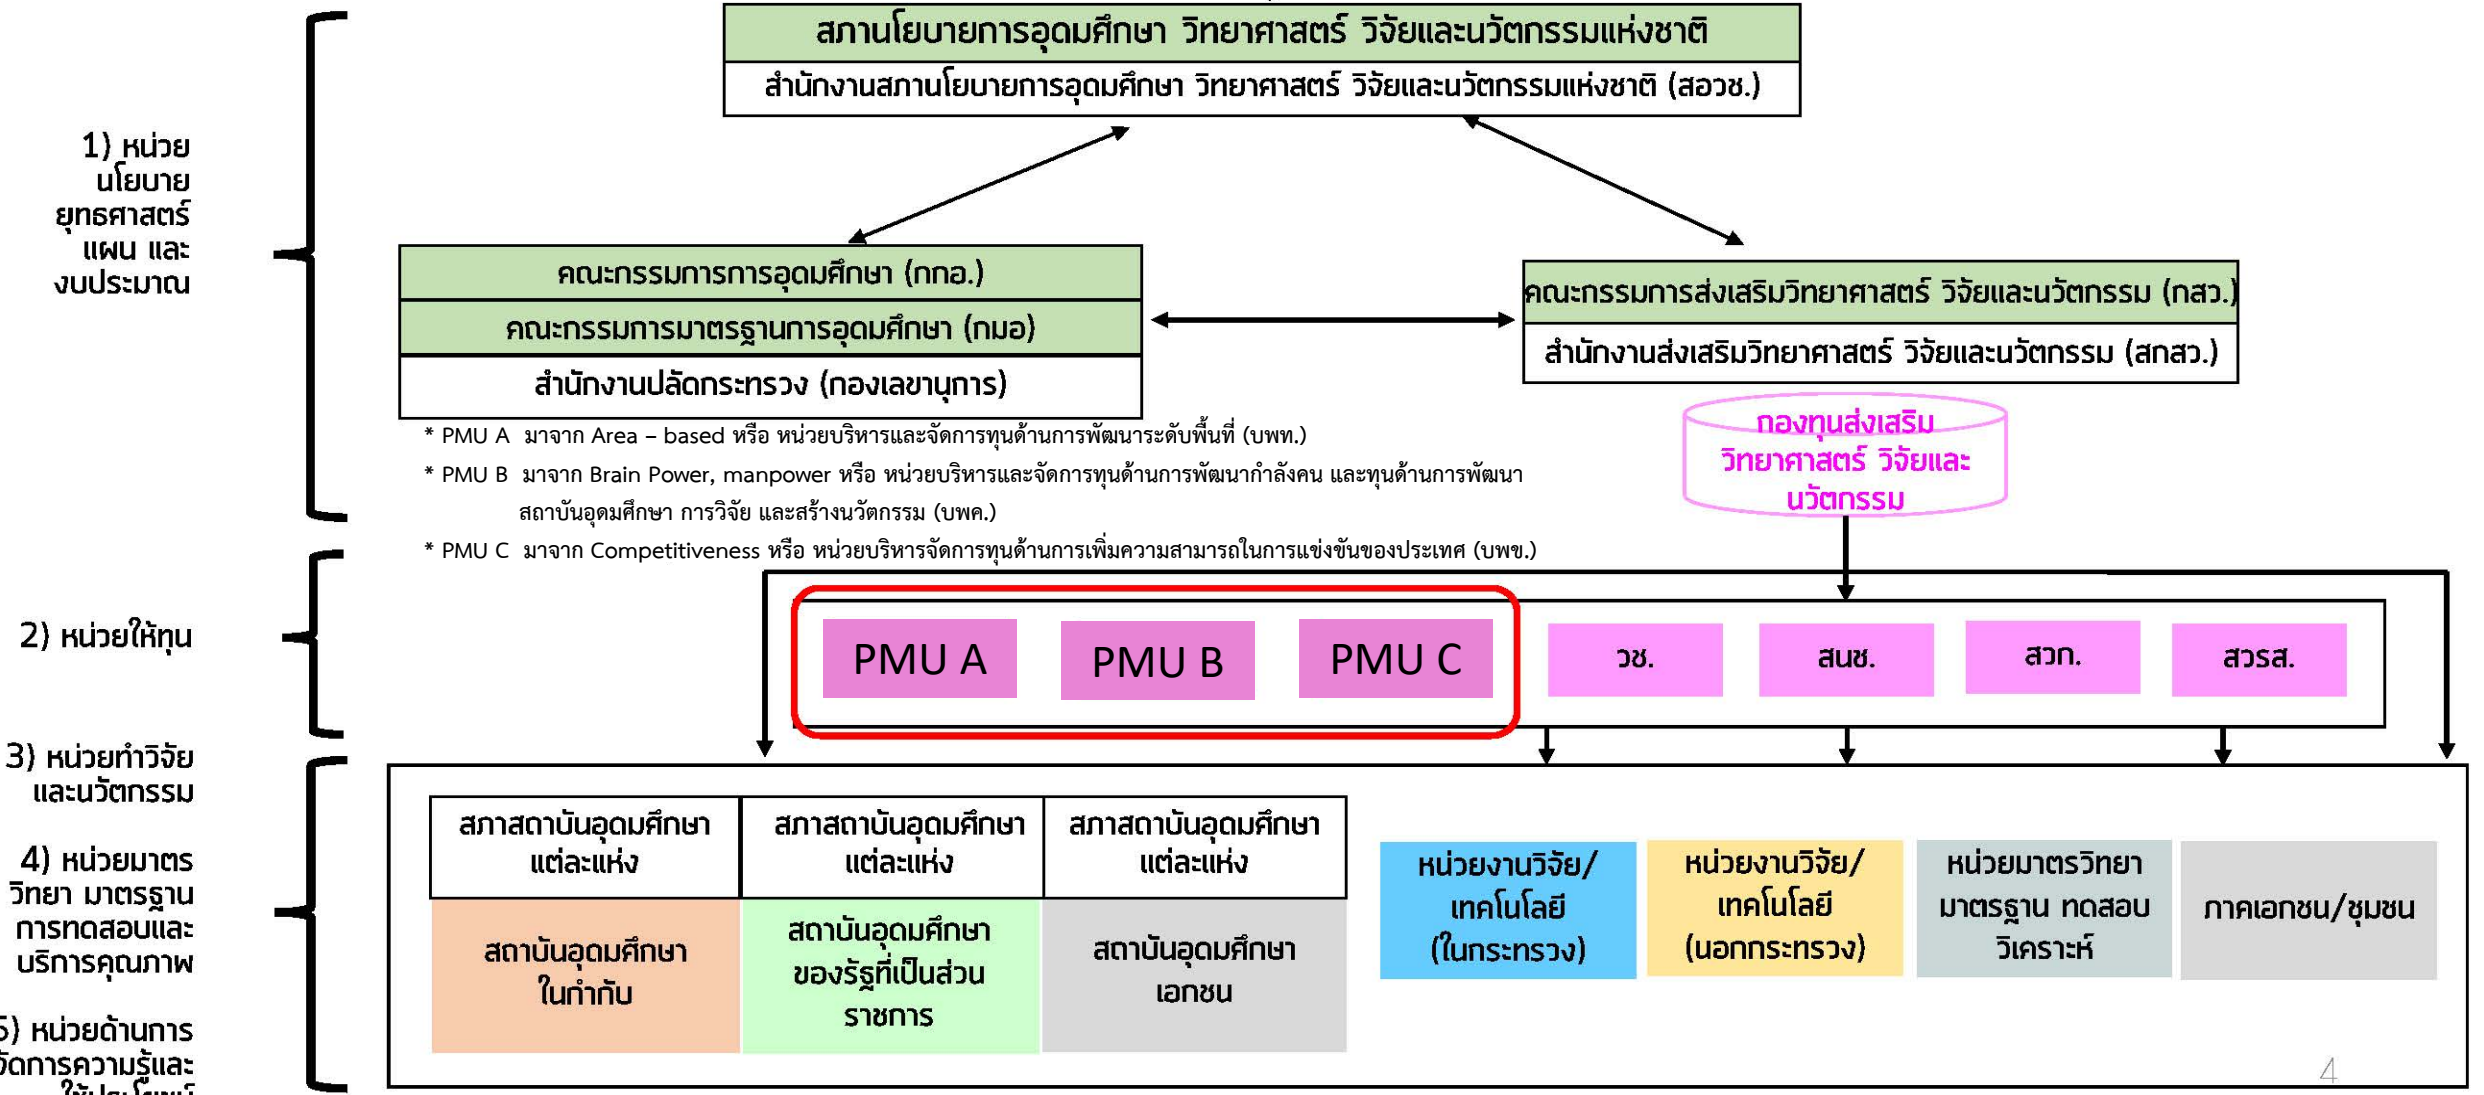 สภานโยบายการอุดมศึกษา วิทยาศาสตร์ วิจัยและนวัตกรรมแห่งชาติ
สำนักงานสภานโยบายการอุดมศึกษา วิทยาศาสตร์ วิจัยและนวัตกรรมแห่งชาติ (สอวช.)
1) หน่วย
นโยบาย
ยุทธศาสตร์
แผน และ
งบประมาณ
คณะกรรมการการอุดมศึกษา (กกอ.)
คณะกรรมการมาตรฐานการอุดมศึกษา (กมอ)
สำนักงานปลัดกระทรวง (กองเลขานุการ)
คณะกรรมการส่งเสริมวิทยาศาสตร์ วิจัยและนวัตกรรม (กสว.)
สำนักงานส่งเสริมวิทยาศาสตร์ วิจัยและนวัตกรรม (สกสว.)
กองทุนส่งเสริม
วิทยาศาสตร์ วิจัยและ
นวัตกรรม
* PMU A มาจาก Area – based หรือ หน่วยบริหารและจัดการทุนด้านการพัฒนาระดับพื้นที่ (บพท.)
* PMU B มาจาก Brain Power, manpower หรือ หน่วยบริหารและจัดการทุนด้านการพัฒนากำลังคน และทุนด้านการพัฒนา
สถาบันอุดมศึกษา การวิจัย และสร้างนวัตกรรม (บพค.)
* PMU C มาจาก Competitiveness หรือ หน่วยบริหารจัดการทุนด้านการเพิ่มความสามารถในการแข่งขันของประเทศ (บพข.)
2) หน่วยให้ทุน
PMU A
PMU B
PMU C
วช.
สนช.
สวก.
สวรส.
3) หน่วยทำวิจัย
และนวัตกรรม
4) หน่วยมาตร
วิทยา มาตรฐาน
การทดสอบและ
บริการคุณภาพ
5) หน่วยด้านการ
จัดการความรู้และ
ใช้ประโยชน์
สภาสถาบันอุดมศึกษา
แต่ละแห่ง
สภาสถาบันอุดมศึกษา
แต่ละแห่ง
สภาสถาบันอุดมศึกษา
แต่ละแห่ง
สถาบันอุดมศึกษา
ในกำกับ
สถาบันอุดมศึกษา
ของรัฐที่เป็นส่วน
ราชการ
สถาบันอุดมศึกษา
เอกชน
หน่วยงานวิจัย/
เทคโนโลยี
(ในกระทรวง)
หน่วยงานวิจัย/
เทคโนโลยี
(นอกกระทรวง)
หน่วยมาตรวิทยา
มาตรฐาน ทดสอบ
วิเคราะห์
ภาคเอกชน/ชุมชน
4